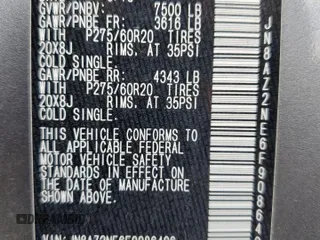 GVWR/PNBV: 7500 LB
GAWR/PNBE FR: 3616 LB
WITH P275/60R20 TIRES
20X8J RIMS. AT 35PSI
COLD SINGLE.
GAWR/PNBE RR: 4343 LB
WITH P275/60R20 TIRES
20X8J RIMS. AT 35PSI
COLD SINGLE.
THIS VEHICLE CONFORMS TO
ALL APPLICABLE FEDERAL
MOTOR VEHICLE SAFETY
STANDARDS IN EFFECT ON
THE DATE OF MANUFACTURE
SHOWN ABOVE.
JN8AZ2NE6F90864